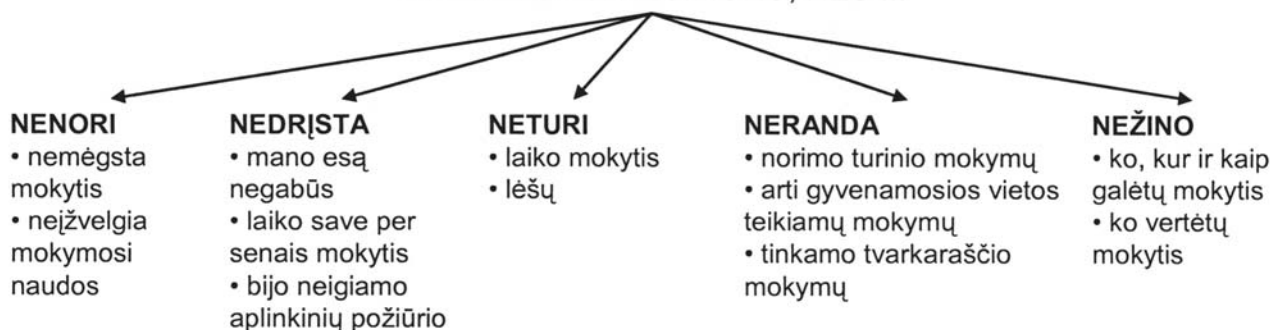 NENORI
• nemėgsta
mokytis
• neįžvelgia
mokymosi
naudos
NEDRĮSTA
• mano esą
negabūs
• laiko save per
senais mokytis
• bijo neigiamo
aplinkinių požiūrio
NETURI
• laiko mokytis
• lėšų
NERANDA
• norimo turinio mokymų
• arti gyvenamosios vietos
teikiamų mokymų
• tinkamo tvarkaraščio
mokymų
NEŽINO
• ko, kur ir kaip
galėtų mokytis
• ko vertėtų
mokytis